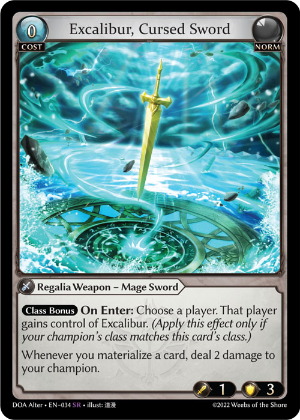 0
COST
Excalibur, Cursed Sword
NORM
Regalia Weapon – Mage Sword
Class Bonus On Enter: Choose a player. That player
gains control of Excalibur. (Apply this effect only if
your champion's class matches this card's class.)
Whenever you materialize a card, deal 2 damage to
your champion.
1
3
DOA Alter • EN-034 SR • illust: 道漫
©2022 Weebs of the Shore